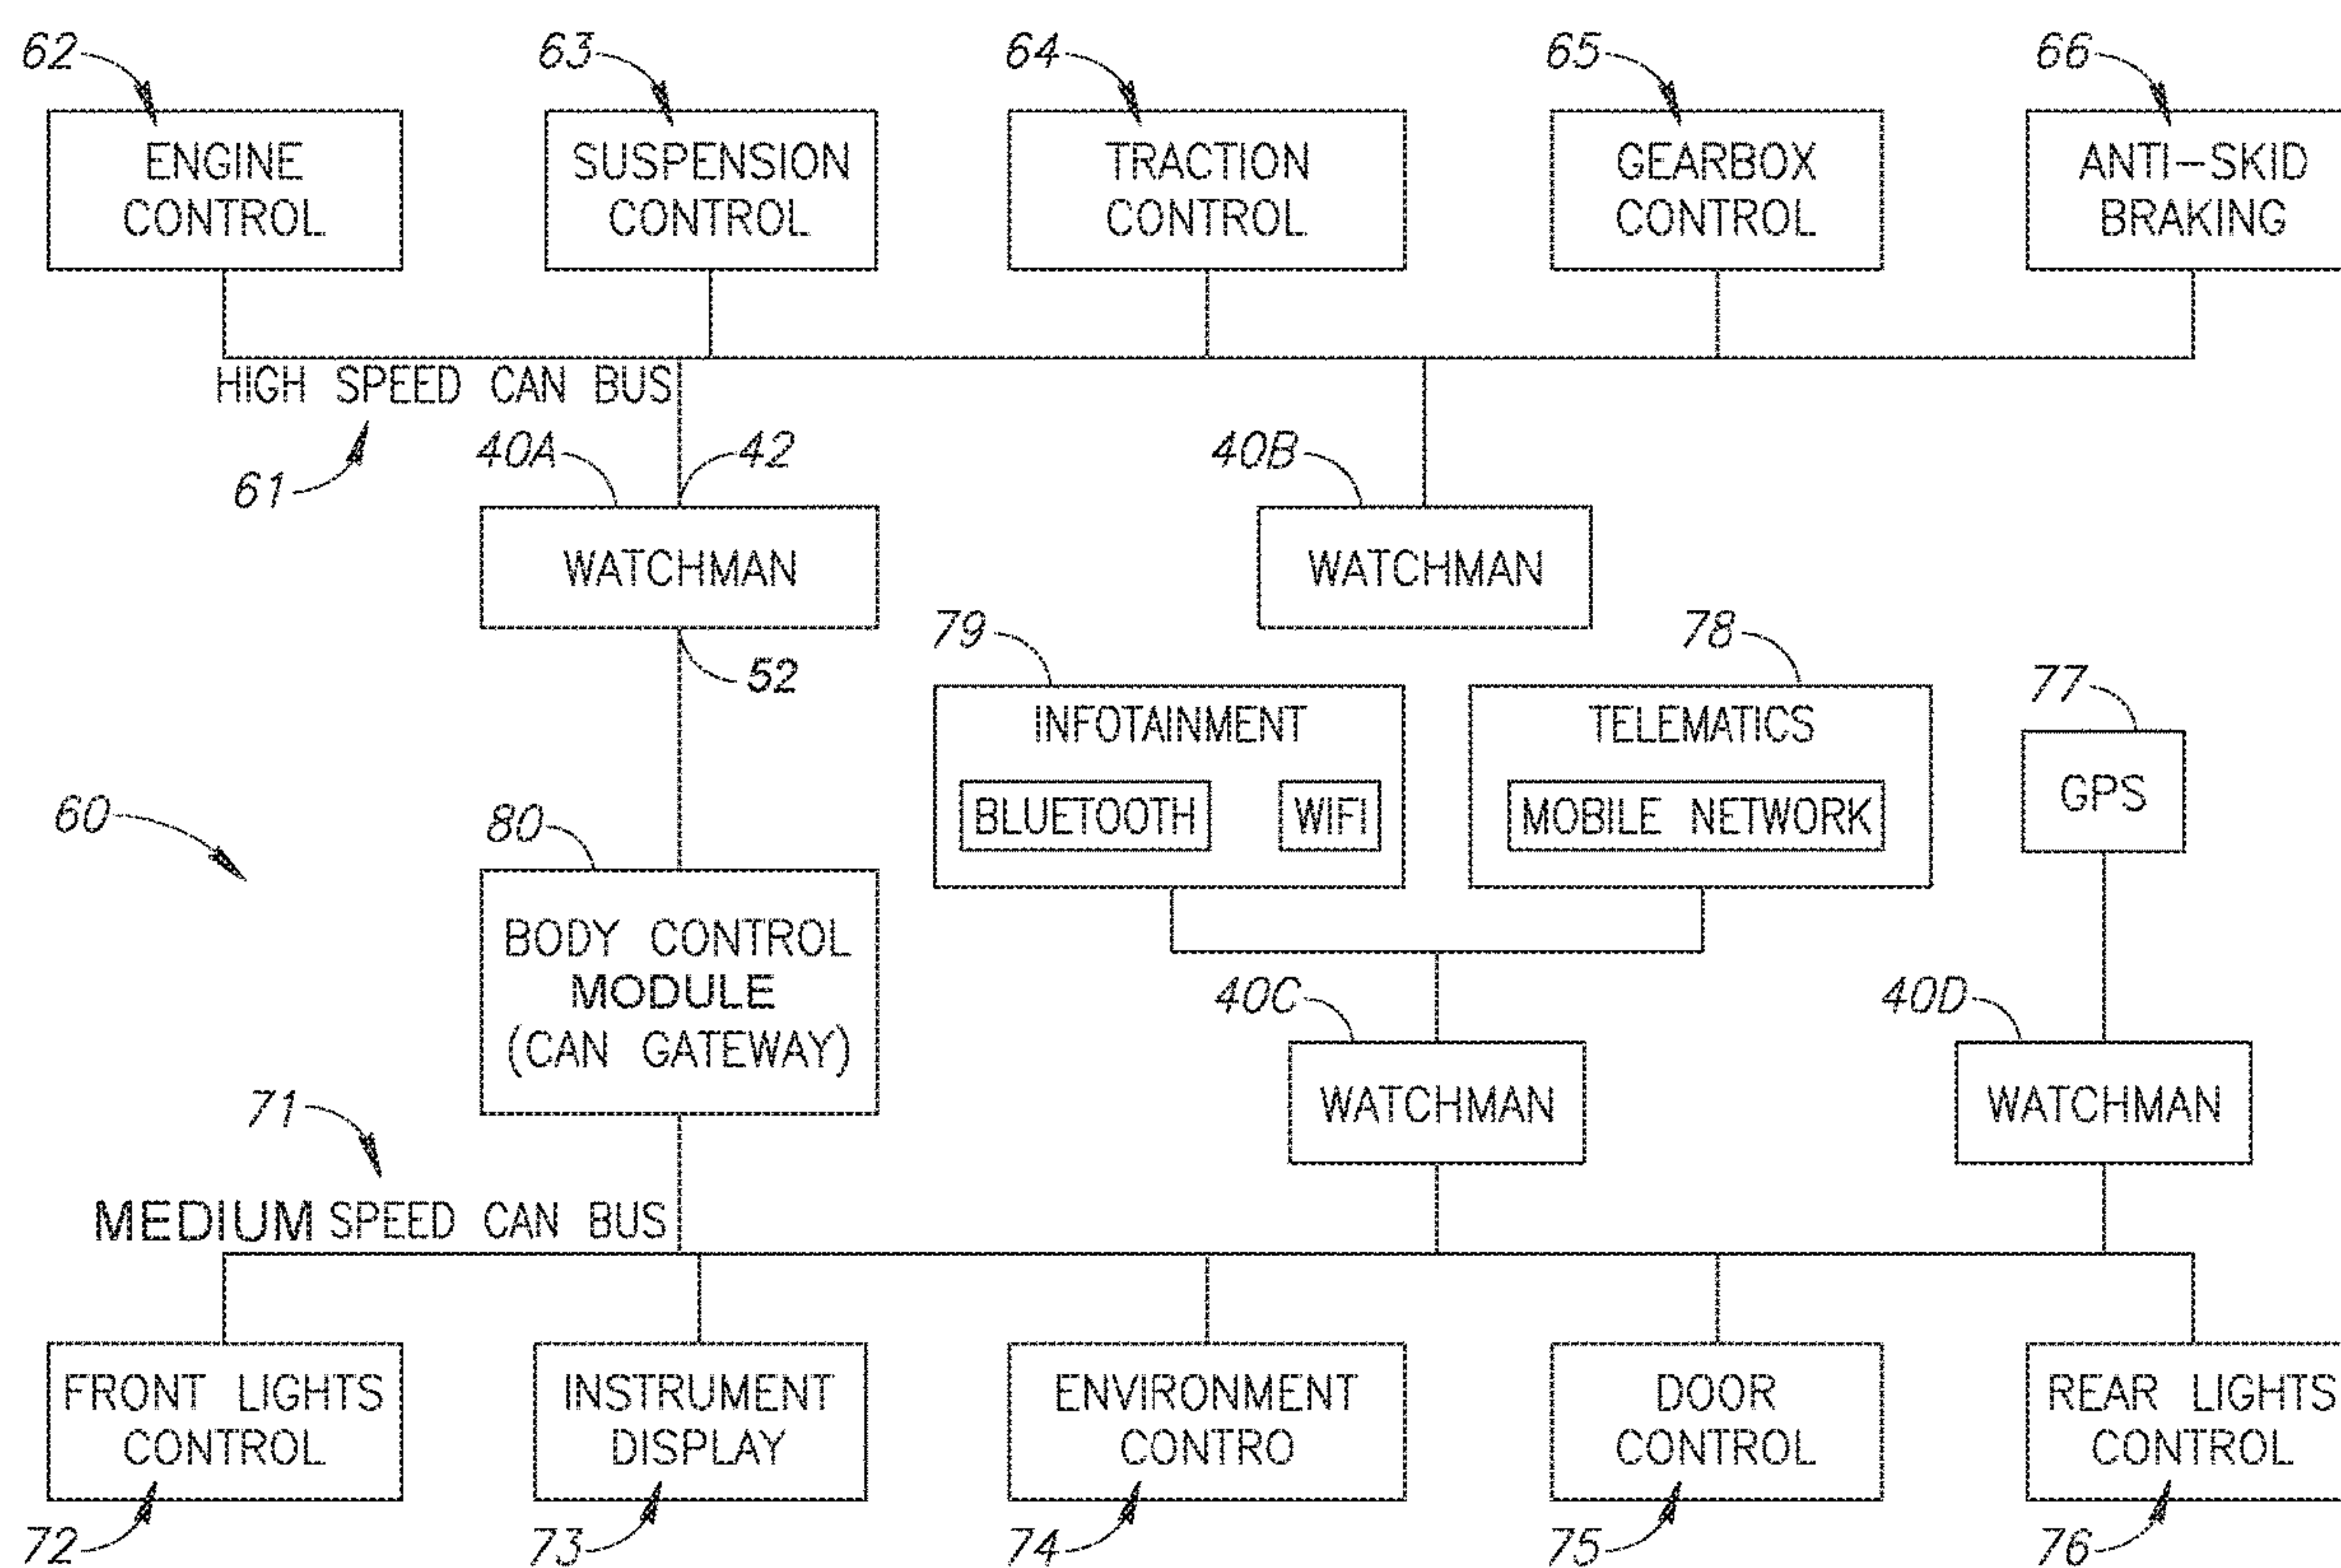 62
63
64
65
66
ENGINE
CONTROL
SUSPENSION
CONTROL
TRACTION
CONTROL
GEARBOX
CONTROL
ANTI-SKID
BRAKING
HIGH SPEED CAN BUS
61
40A
42
40B
WATCHMAN
WATCHMAN
52
79
78
77
INFOTAINMENT
BLUETOOTH
WIFI
TELEMATICS
MOBILE NETWORK
GPS
60
80
BODY CONTROL
MODULE
(CAN GATEWAY)
40C
40D
WATCHMAN
WATCHMAN
71
MEDIUM SPEED CAN BUS
FRONT LIGHTS
CONTROL
INSTRUMENT
DISPLAY
ENVIRONMENT
CONTRO
DOOR
CONTROL
REAR LIGHTS
CONTROL
72
73
74
75
76